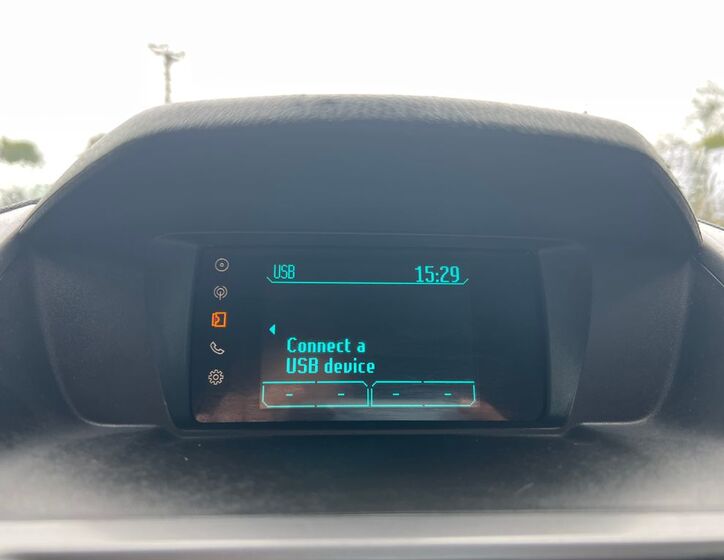 USB 15:29
Connect a
USB device
- - - -